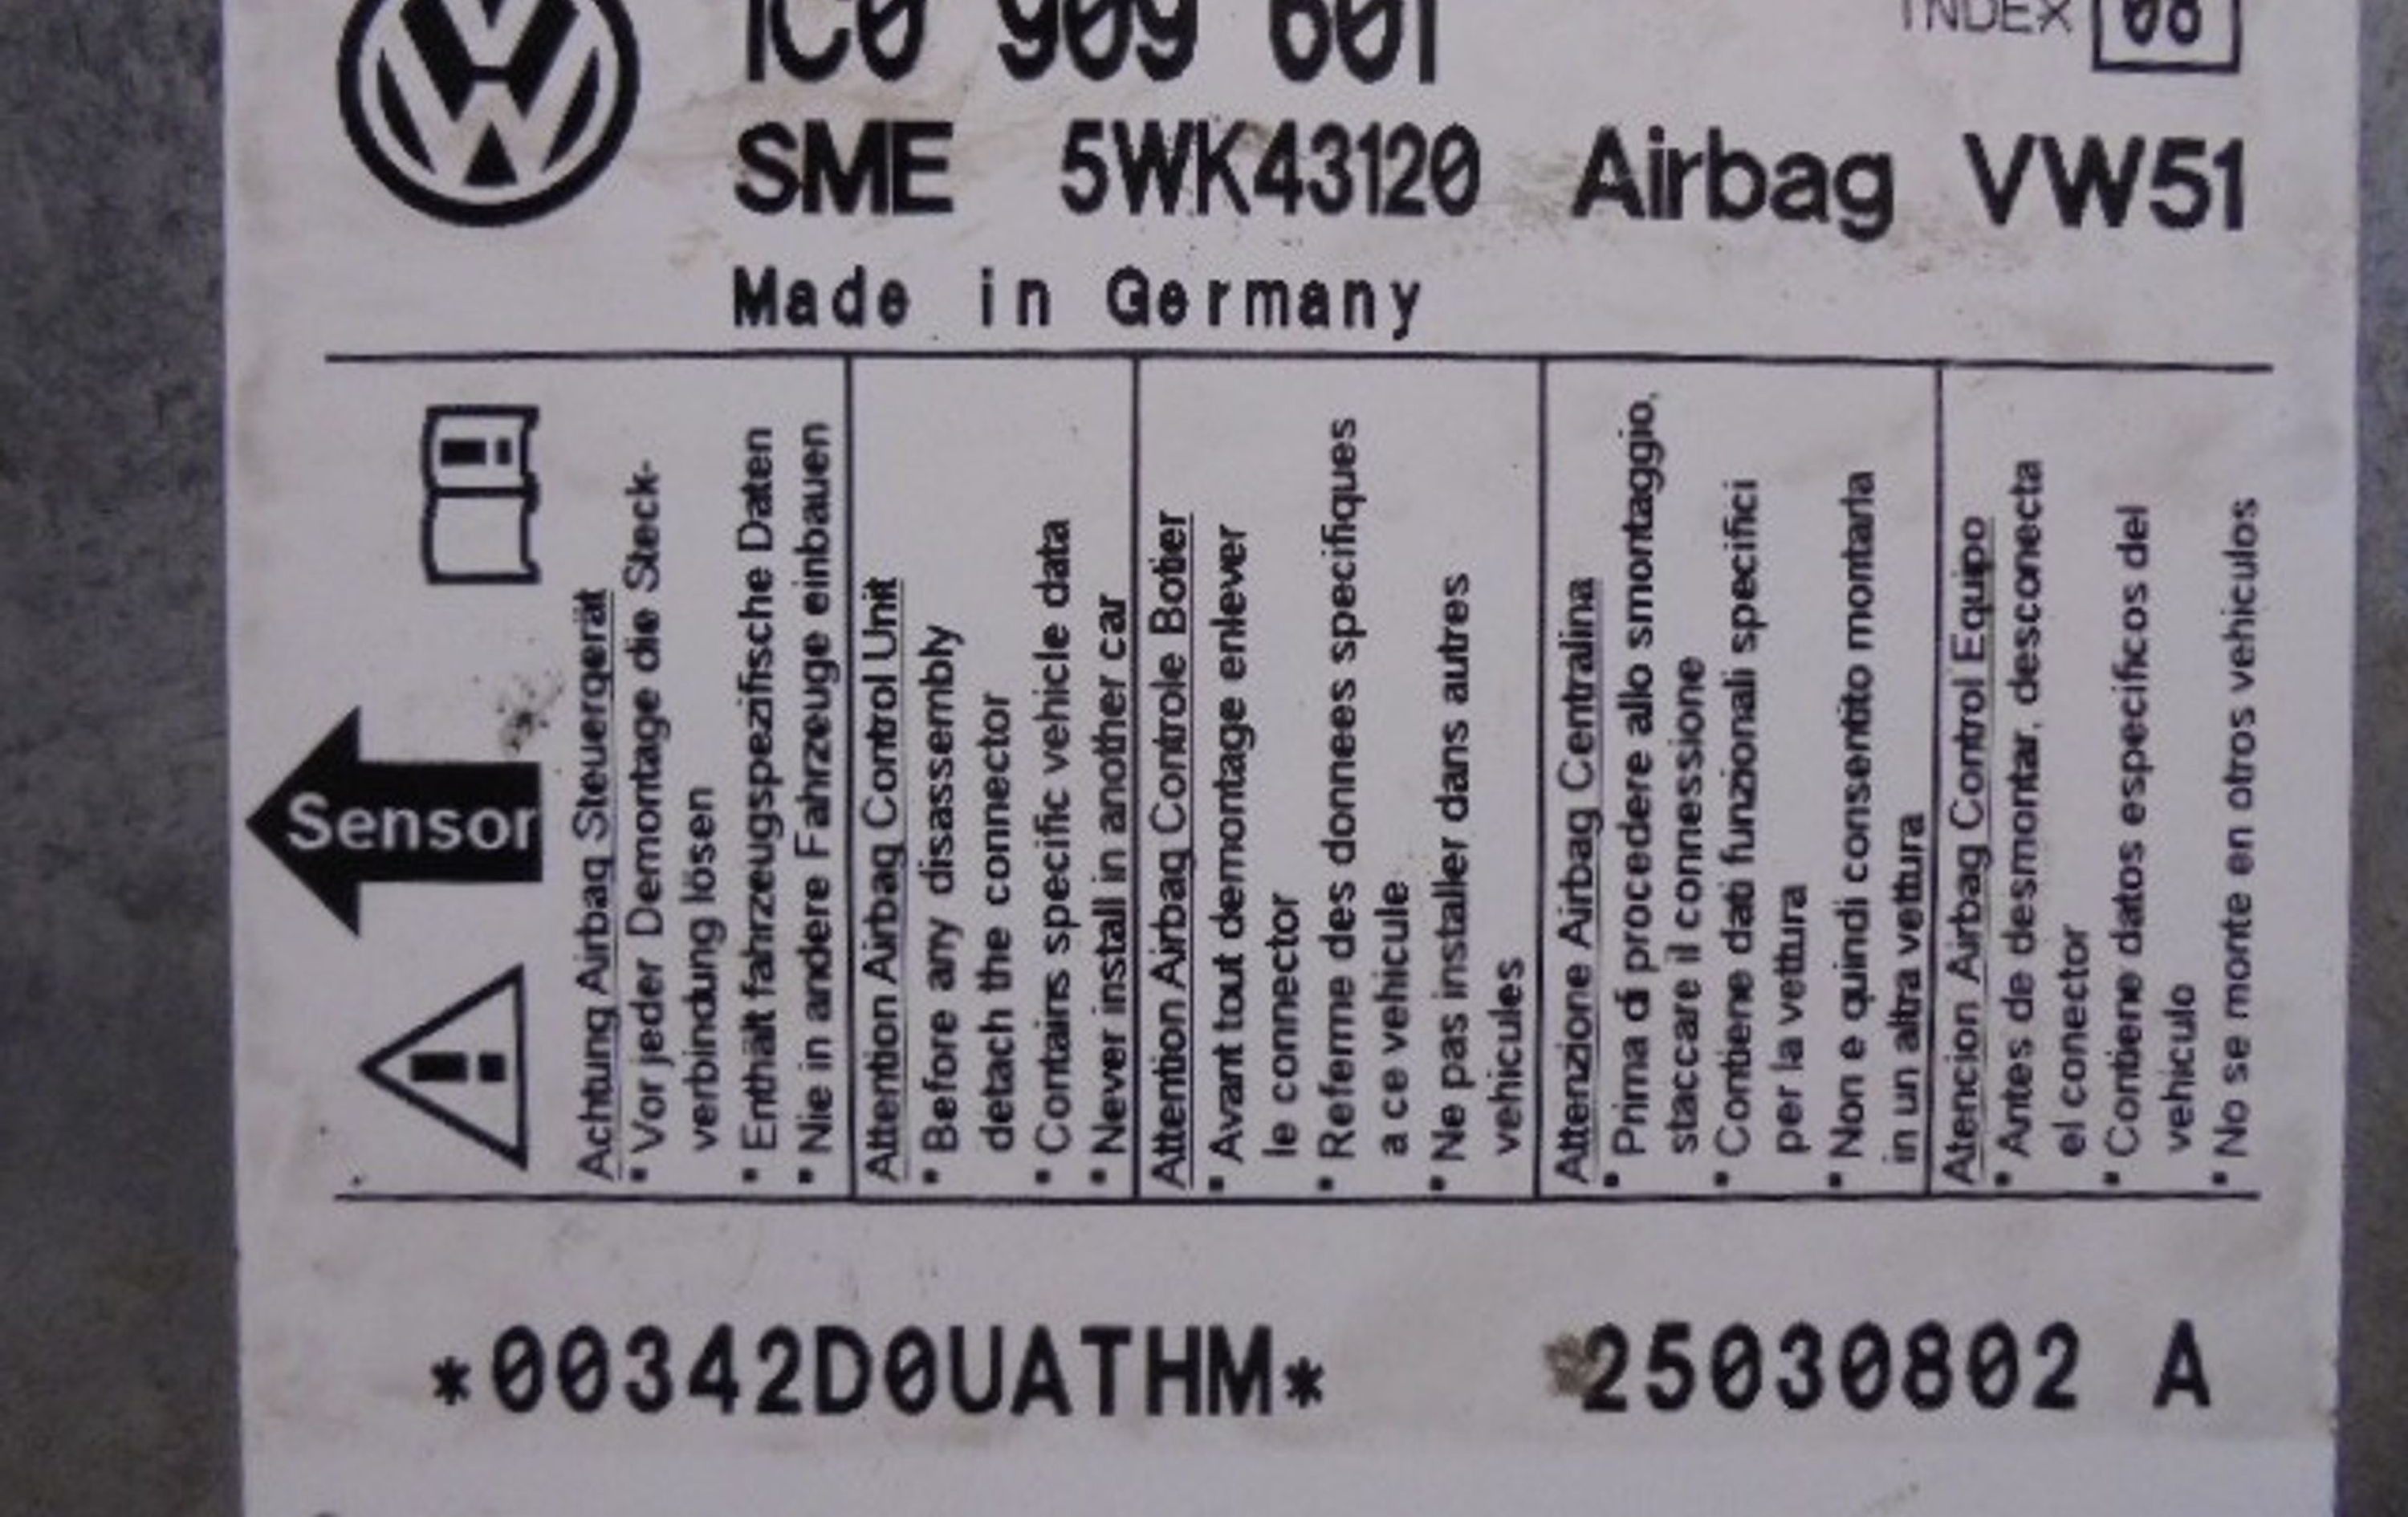 1C0 909 601
INDEX 08
SME 5WK43120 Airbag VW51
Made in Germany
Sensor
Achtung Airbag Steuergerät
• Vor jeder Demontage die Steck-
verbindung lösen
• Enthält fahrzeugspezifische Daten
• Nie in andere Fahrzeuge einbauen
Attention Airbag Control Unit
• Before any disassembly
detach the connector
• Contains specific vehicle data
• Never install in another car
Attention Airbag Controle Botier
• Avant tout demontage enlever
le connector
• Referme des donnees specifiques
a ce vehicule
• Ne pas installer dans autres
vehicules
Attenzione Airbag Centralina
• Prima di procedere allo smontaggio,
staccare il connessione
• Contiene dati funzionali specifici
per la vettura
• Non e quindi consentito montarla
in un altra vettura
Atencion Airbag Control Equipo
• Antes de desmontar, desconecta
el conector
• Contiene datos especificos del
vehiculo
• No se monte en otros vehiculos
*00342D0UATHM* 25030802 A